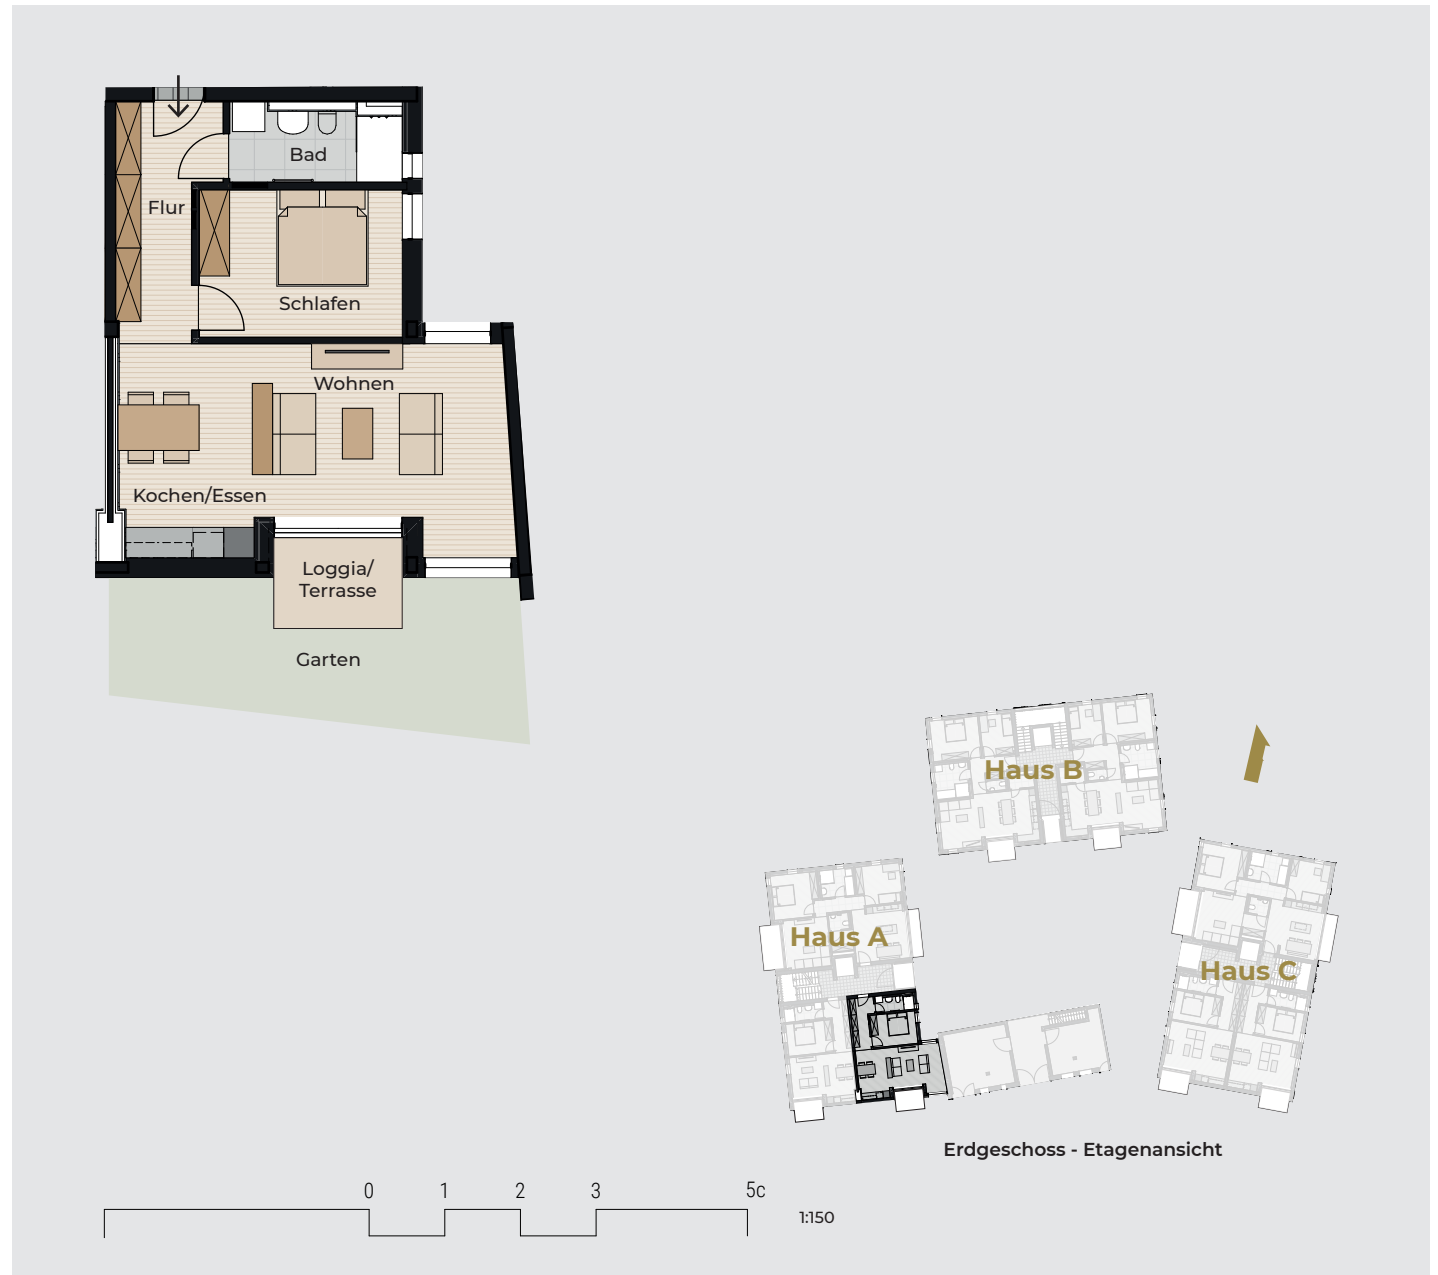 Bad
Flur
Schlafen
Wohnen
Kochen/Essen
Loggia/
Terrasse
Garten
Haus B
Haus A
Haus C
Erdgeschoss - Etagenansicht
0 1 2 3 5c
1:150